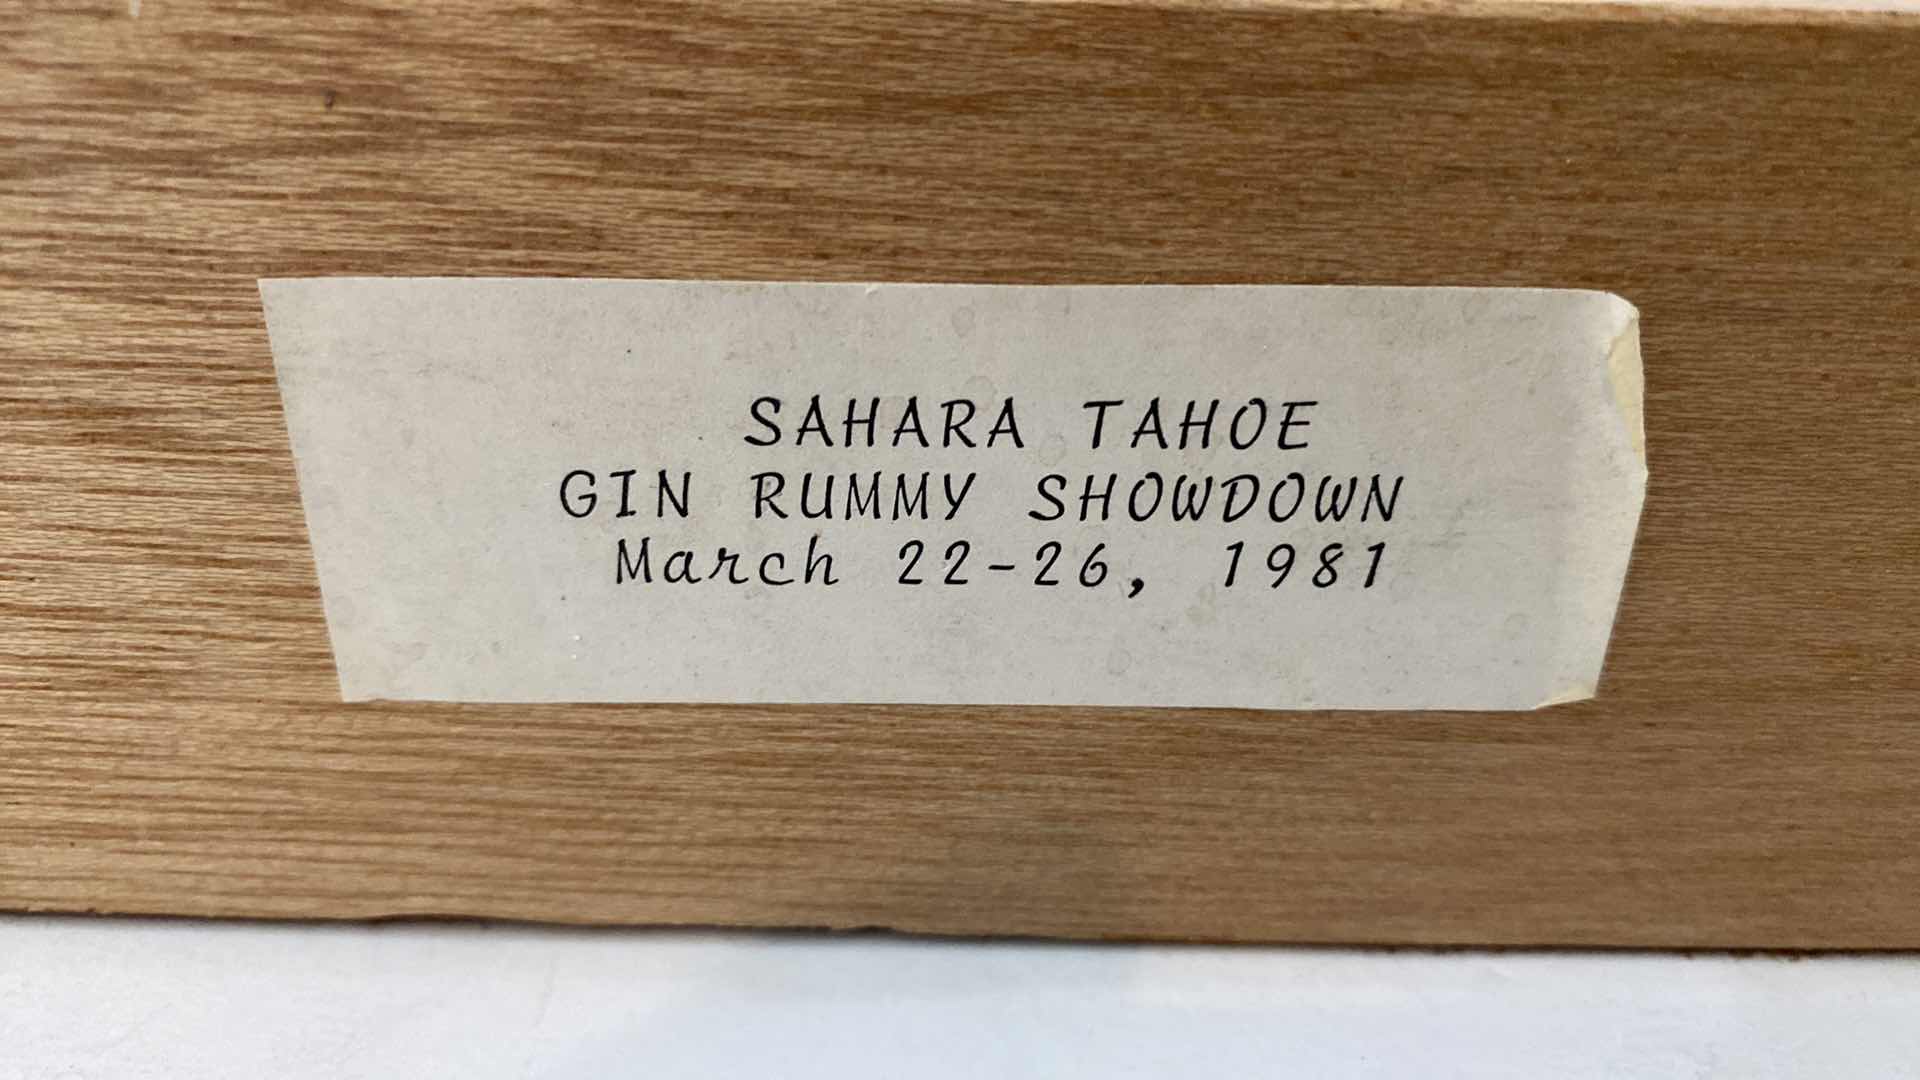 SAHARA TAHOE
GIN RUMMY SHOWDOWN
March 22-26, 1981